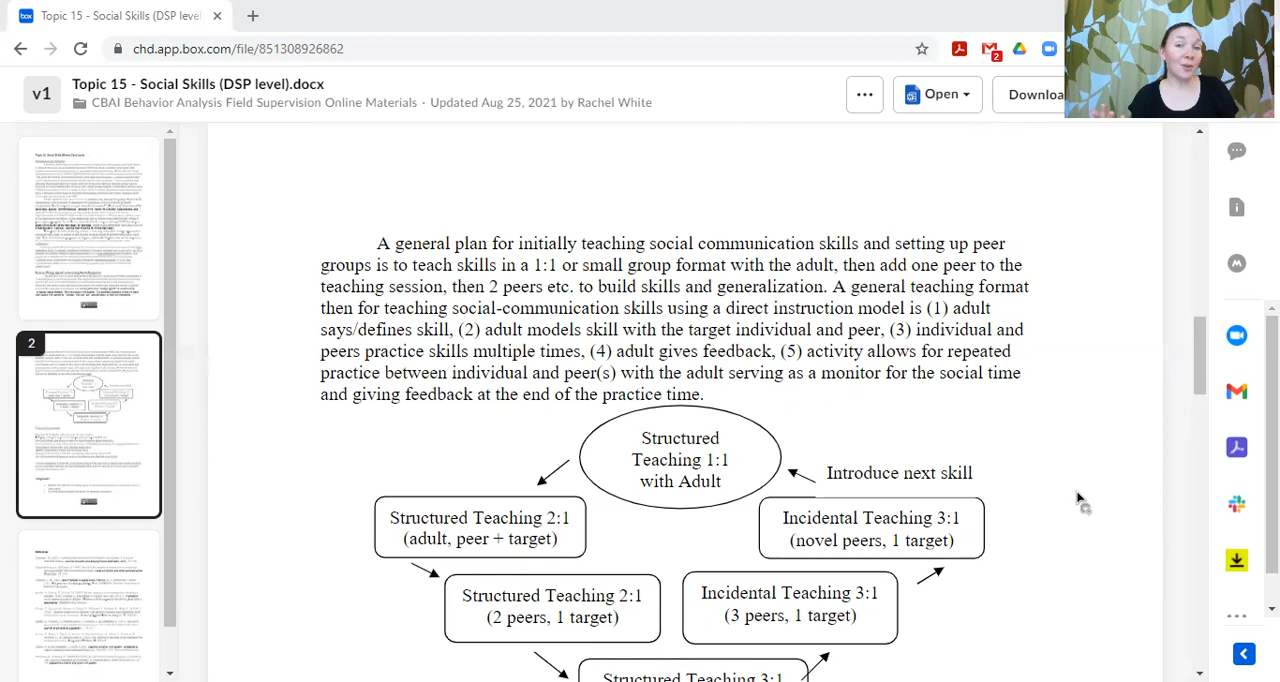 Topic 15 - Social Skills (DSP level
chd.app.box.com/file/851308926862
2
v1
Topic 15 - Social Skills (DSP level).docx
CBAI Behavior Analysis Field Supervision Online Materials · Updated Aug 25, 2021 by Rachel White
Open
Downloa
2
A general plan for initially teaching social communication skills and setting up peer
groups is to teach skills in 1:1 or small group format with the adult, then add one peer to the
teaching session, then 2 peers etc. to build skills and generalization. A general teaching format
then for teaching social-communication skills using a direct instruction model is (1) adult
says/defines skill, (2) adult models skill with the target individual and peer, (3) individual and
peer practice skills multiple times, (4) adult gives feedback, (5) activity allows for repeated
practice between individual and peer(s) with the adult serving as a monitor for the social time
and giving feedback at the end of the practice time.
Structured
Teaching 1:1
with Adult
Introduce next skill
Structured Teaching 2:1
(adult, peer + target)
Incidental Teaching 3:1
(novel peers, 1 target)
Structured Teaching 2:1
(2 peers, 1 target)
Incidental Teaching 3:1
(3 peers, 1 target)
Structured Teaching 3:1